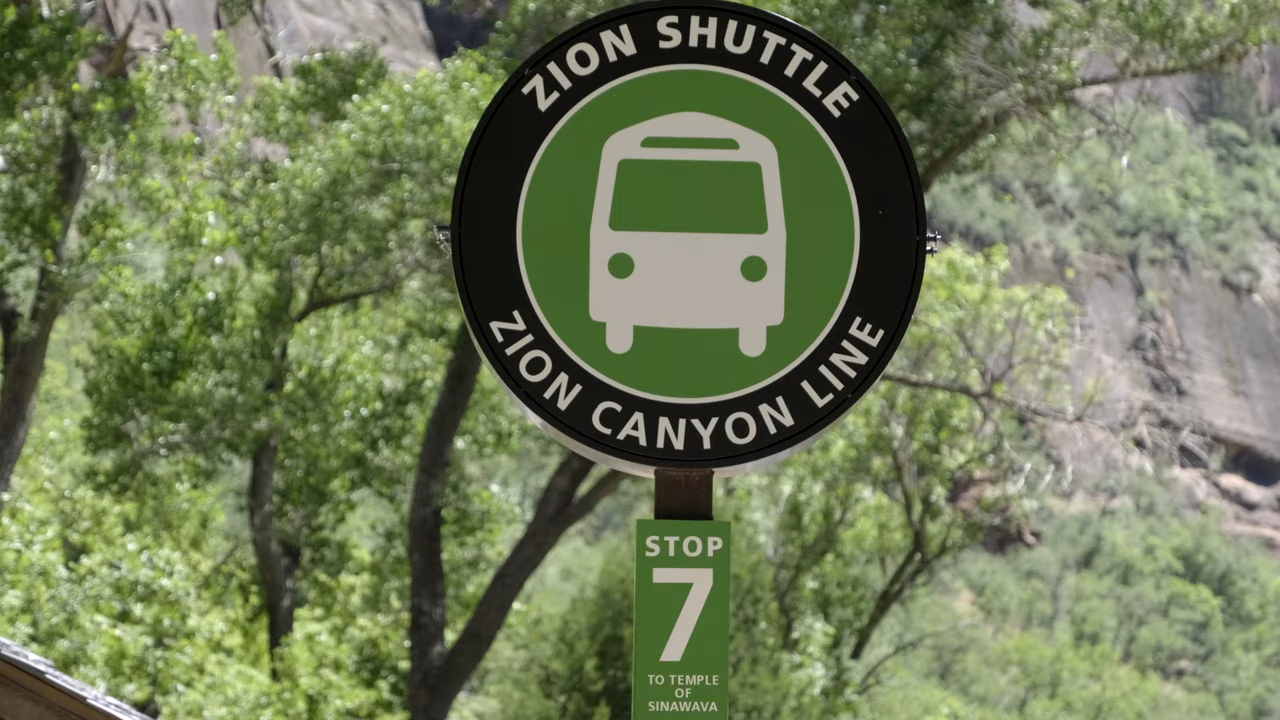 ZION SHUTTLE
ZION CANYON LINE
STOP
7
TO TEMPLE
OF
SINAWAVA